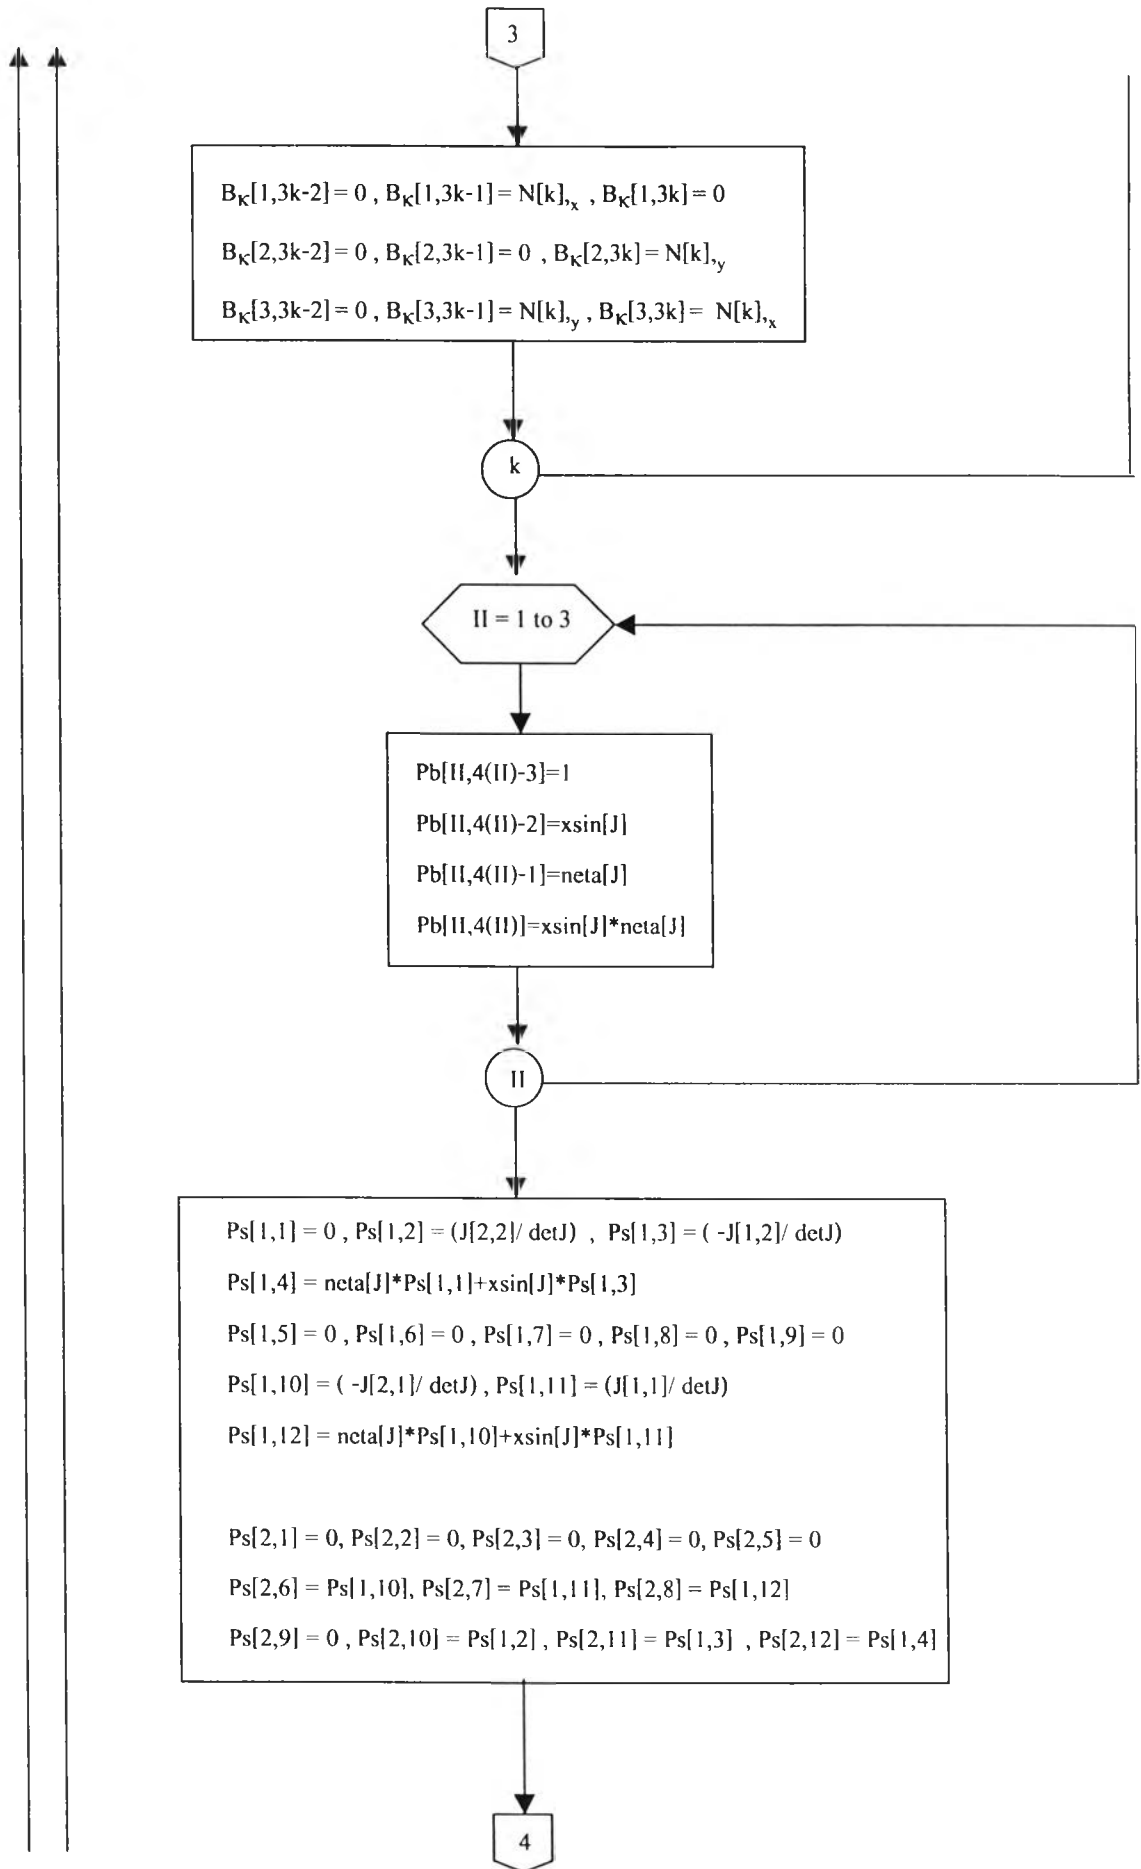 3
B_K[1,3k-2] = 0 , B_K[1,3k-1] = N[k],_x , B_K[1,3k] = 0
B_K[2,3k-2] = 0 , B_K[2,3k-1] = 0 , B_K[2,3k] = N[k],_y
B_K[3,3k-2] = 0 , B_K[3,3k-1] = N[k],_y , B_K[3,3k] = N[k],_x
k
II = 1 to 3
Pb[II,4(II)-3]=1
Pb[II,4(II)-2]=xsin[J]
Pb[II,4(II)-1]=neta[J]
Pb[II,4(II)]=xsin[J]*neta[J]
II
Ps[1,1] = 0 , Ps[1,2] = (J[2,2]/ detJ) , Ps[1,3] = ( -J[1,2]/ detJ)
Ps[1,4] = neta[J]*Ps[1,1]+xsin[J]*Ps[1,3]
Ps[1,5] = 0 , Ps[1,6] = 0 , Ps[1,7] = 0 , Ps[1,8] = 0 , Ps[1,9] = 0
Ps[1,10] = ( -J[2,1]/ detJ) , Ps[1,11] = (J[1,1]/ detJ)
Ps[1,12] = neta[J]*Ps[1,10]+xsin[J]*Ps[1,11]
Ps[2,1] = 0, Ps[2,2] = 0, Ps[2,3] = 0, Ps[2,4] = 0, Ps[2,5] = 0
Ps[2,6] = Ps[1,10], Ps[2,7] = Ps[1,11], Ps[2,8] = Ps[1,12]
Ps[2,9] = 0 , Ps[2,10] = Ps[1,2] , Ps[2,11] = Ps[1,3] , Ps[2,12] = Ps[1,4]
4